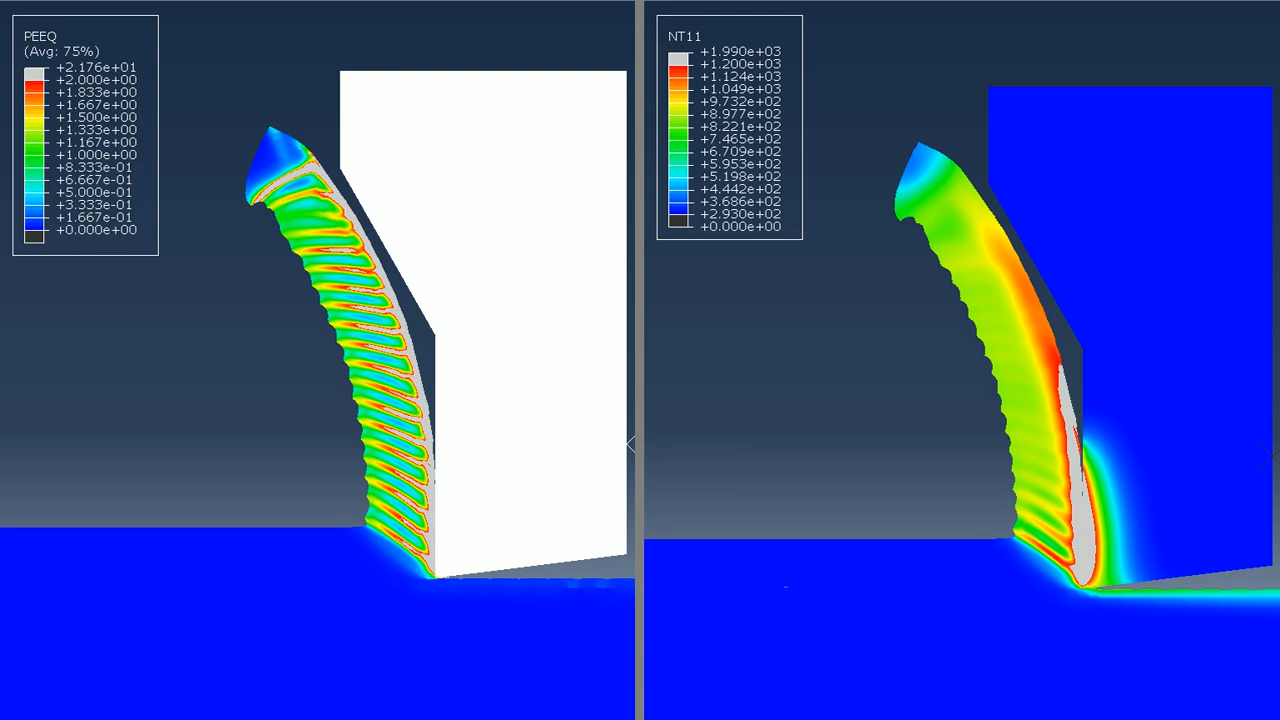 PEEQ
(Avg: 75%)
+2.176e+01
+2.000e+00
+1.833e+00
+1.667e+00
+1.500e+00
+1.333e+00
+1.167e+00
+1.000e+00
+8.333e-01
+6.667e-01
+5.000e-01
+3.333e-01
+1.667e-01
+0.000e+00
NT11
+1.990e+03
+1.200e+03
+1.124e+03
+1.049e+03
+9.732e+02
+8.977e+02
+8.221e+02
+7.465e+02
+6.709e+02
+5.953e+02
+5.198e+02
+4.442e+02
+3.686e+02
+2.930e+02
+0.000e+00